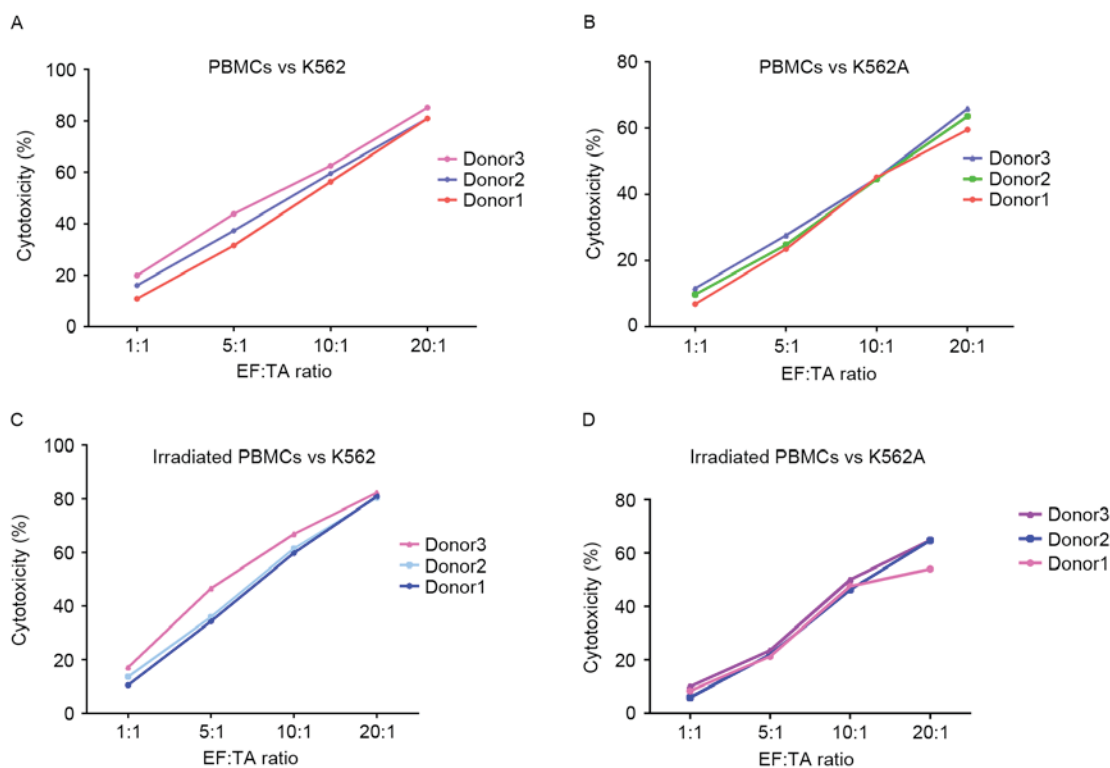 A
PBMCs vs K562
Cytotoxicity (%)
100
80
60
40
20
0
Donor3
Donor2
Donor1
1:1 5:1 10:1 20:1
EF:TA ratio
B
PBMCs vs K562A
Cytotoxicity (%)
80
60
40
20
0
Donor3
Donor2
Donor1
1:1 5:1 10:1 20:1
EF:TA ratio
C
Irradiated PBMCs vs K562
Cytotoxicity (%)
100
80
60
40
20
0
Donor3
Donor2
Donor1
1:1 5:1 10:1 20:1
EF:TA ratio
D
Irradiated PBMCs vs K562A
Cytotoxicity (%)
80
60
40
20
0
Donor3
Donor2
Donor1
1:1 5:1 10:1 20:1
EF:TA ratio